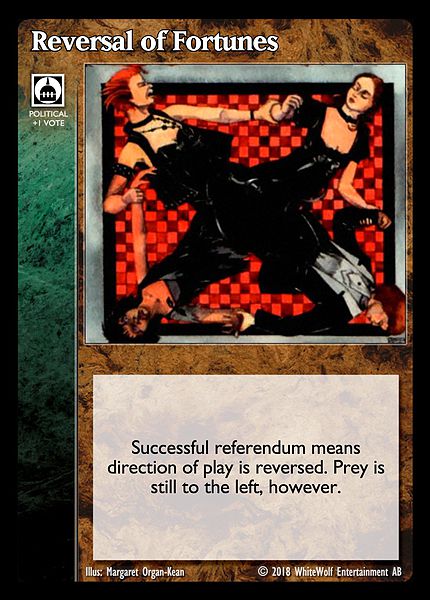 Reversal of Fortunes
POLITICAL
+1 VOTE
Successful referendum means
direction of play is reversed. Prey is
still to the left, however.
Illus: Margaret Organ-Kean © 2018 WhiteWolf Entertainment AB